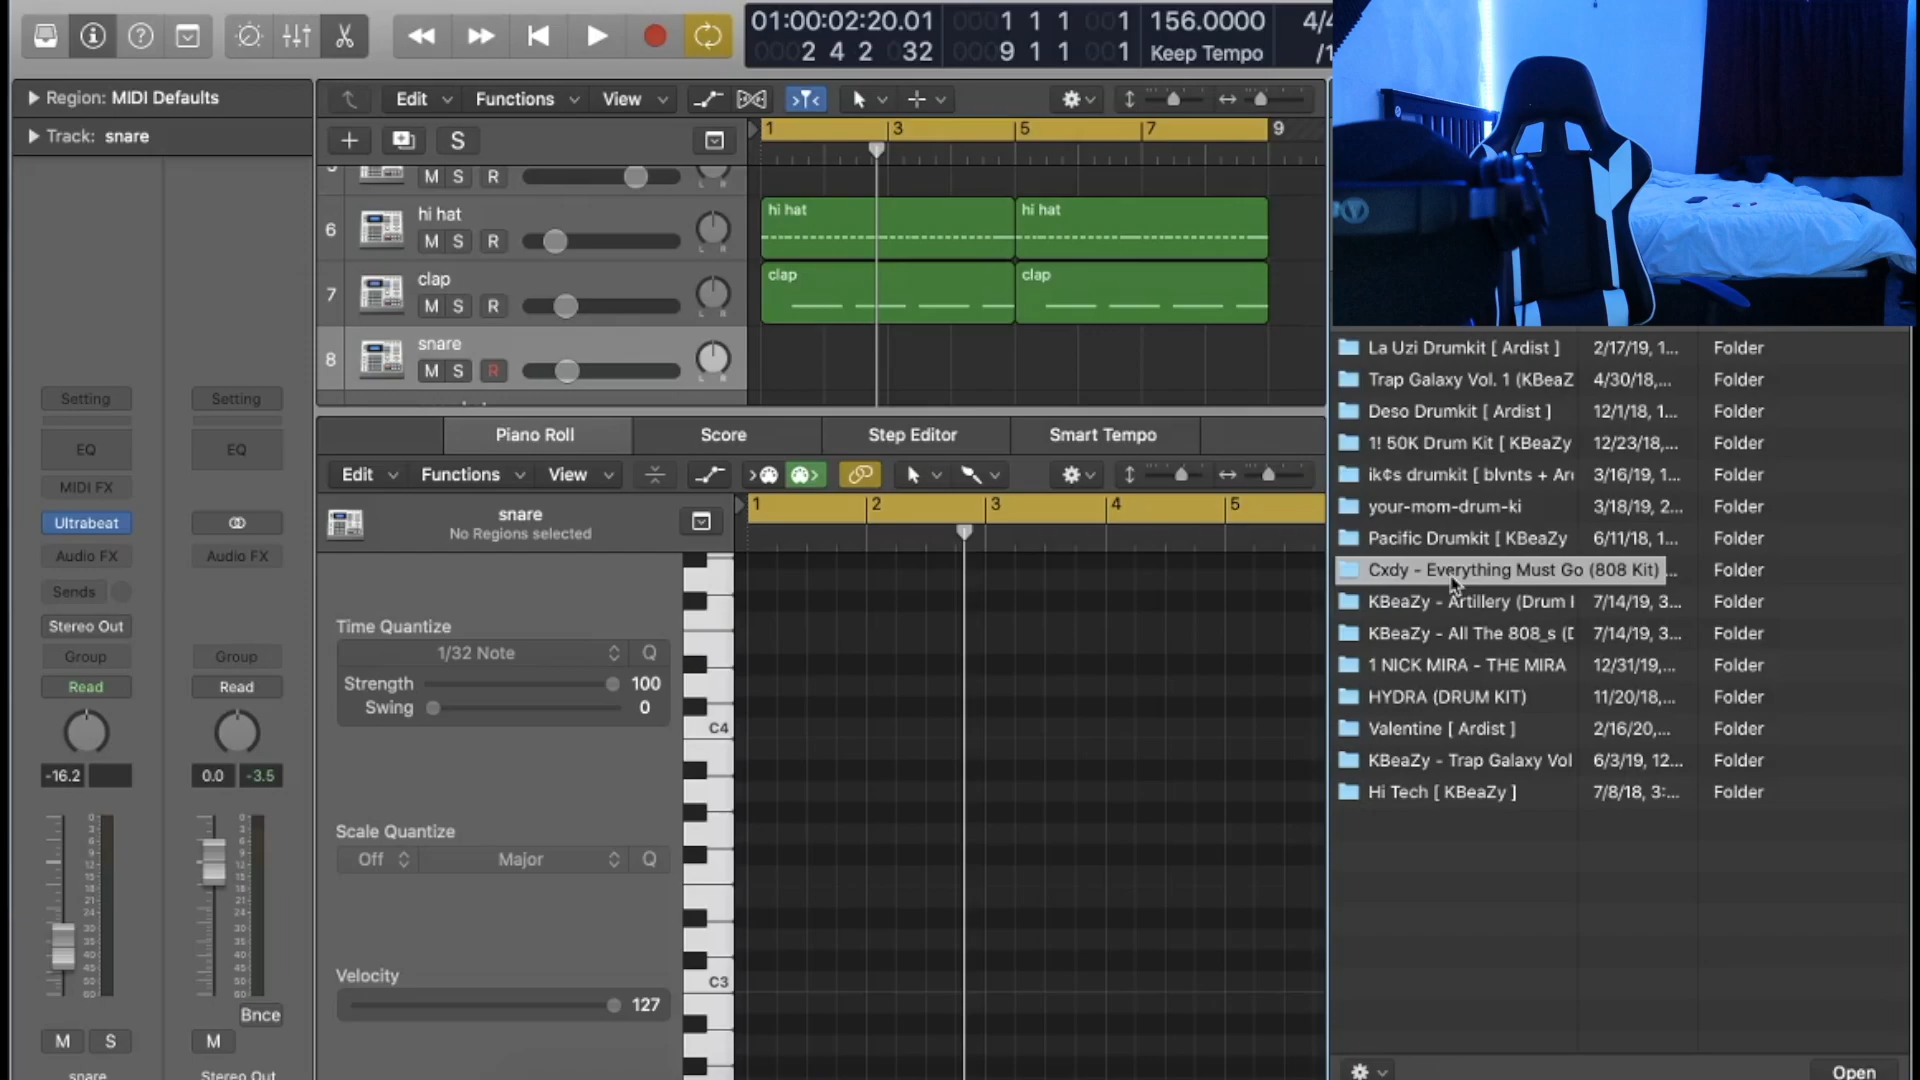 01:00:02:20.01
2 4 2 032
1 1 1 001
9 1 1 001
156.0000
Keep Tempo
4/4
/1
Region: MIDI Defaults
Track: snare
Edit
Functions
View
S
1
3
5
7
9
M S R
6
hi hat
M S R
hi hat
hi hat
7
clap
M S R
clap
clap
8
snare
M S R
Piano Roll
Score
Step Editor
Smart Tempo
Edit
Functions
View
1
2
3
4
5
snare
No Regions selected
Time Quantize
1/32 Note
Q
Strength
100
Swing
0
Scale Quantize
Off
Major
Q
Velocity
127
C4
C3
Setting
Setting
EQ
EQ
MIDI FX
Ultrabeat
Audio FX
Audio FX
Sends
Stereo Out
Group
Group
Read
Read
-16.2
0.0 -3.5
Bnce
M S
M
snare
Stereo Out
La Uzi Drumkit [ Ardist ] 2/17/19, 1... Folder
Trap Galaxy Vol. 1 (KBeaZ 4/30/18,... Folder
Deso Drumkit [ Ardist ] 12/1/18, 1... Folder
1! 50K Drum Kit [ KBeaZy 12/23/18,... Folder
ik¢s drumkit [ blvnts + Ar 3/16/19, 1... Folder
your-mom-drum-ki 3/18/19, 2... Folder
Pacific Drumkit [ KBeaZy 6/11/18, 1... Folder
Cxdy - Everything Must Go (808 Kit) ... Folder
KBeaZy - Artillery (Drum 7/14/19, 3... Folder
KBeaZy - All The 808_s ( 7/14/19, 3... Folder
1 NICK MIRA - THE MIRA 12/31/19,... Folder
HYDRA (DRUM KIT) 11/20/18,... Folder
Valentine [ Ardist ] 2/16/20,... Folder
KBeaZy - Trap Galaxy Vol 6/3/19, 12... Folder
Hi Tech [ KBeaZy ] 7/8/18, 3:... Folder
Open